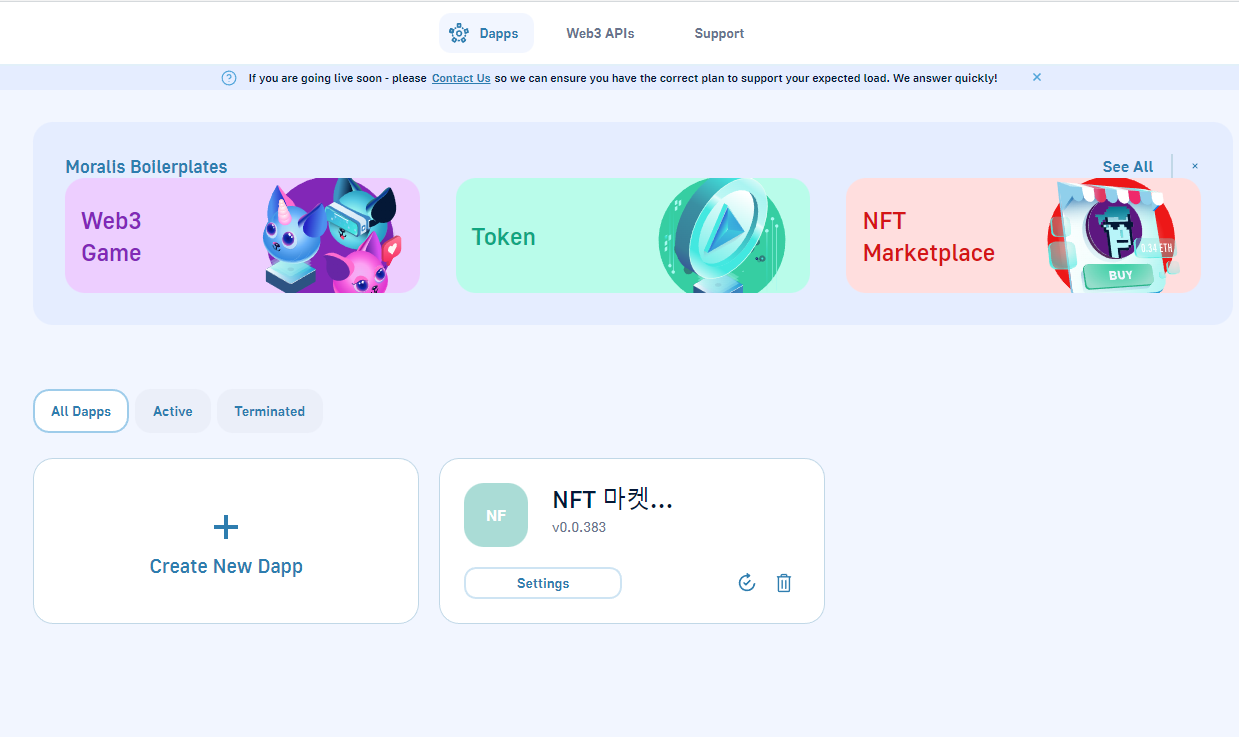 Dapps
Web3 APIs
Support
If you are going live soon - please Contact Us so we can ensure you have the correct plan to support your expected load. We answer quickly!
Moralis Boilerplates
See All
Web3
Game
Token
NFT
Marketplace
0.34 ETH
BUY
All Dapps
Active
Terminated
Create New Dapp
NF
NFT 마켓...
v0.0.383
Settings